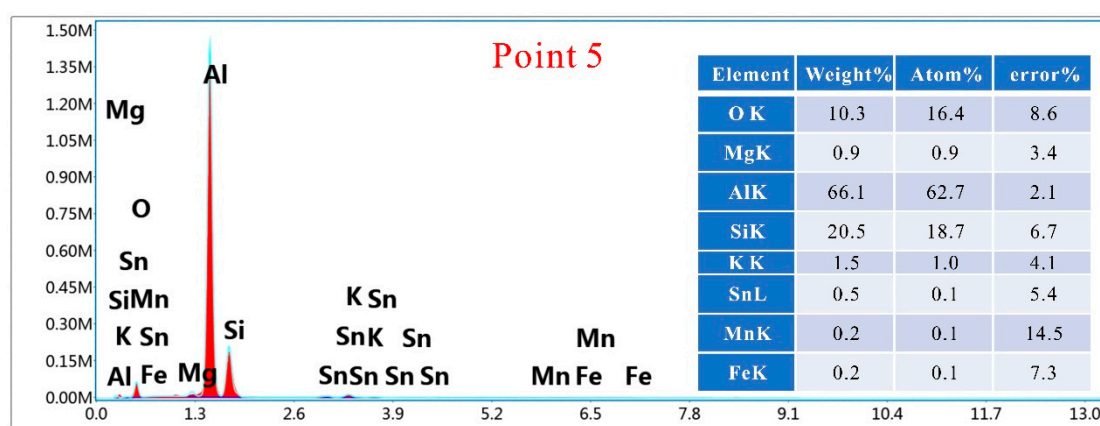 Point 5
1.50M
1.35M
1.20M
1.05M
0.90M
0.75M
0.60M
0.45M
0.30M
0.15M
0.00M
Al
Mg
O
Sn
Si Mn
K Sn
Al Fe Mg
Si
K Sn
Sn K Sn
Sn Sn Sn Sn
Mn
Mn Fe Fe
0.0 1.3 2.6 3.9 5.2 6.5 7.8 9.1 10.4 11.7 13.0
Element Weight% Atom% error%
O K 10.3 16.4 8.6
MgK 0.9 0.9 3.4
AlK 66.1 62.7 2.1
SiK 20.5 18.7 6.7
K K 1.5 1.0 4.1
SnL 0.5 0.1 5.4
MnK 0.2 0.1 14.5
FeK 0.2 0.1 7.3